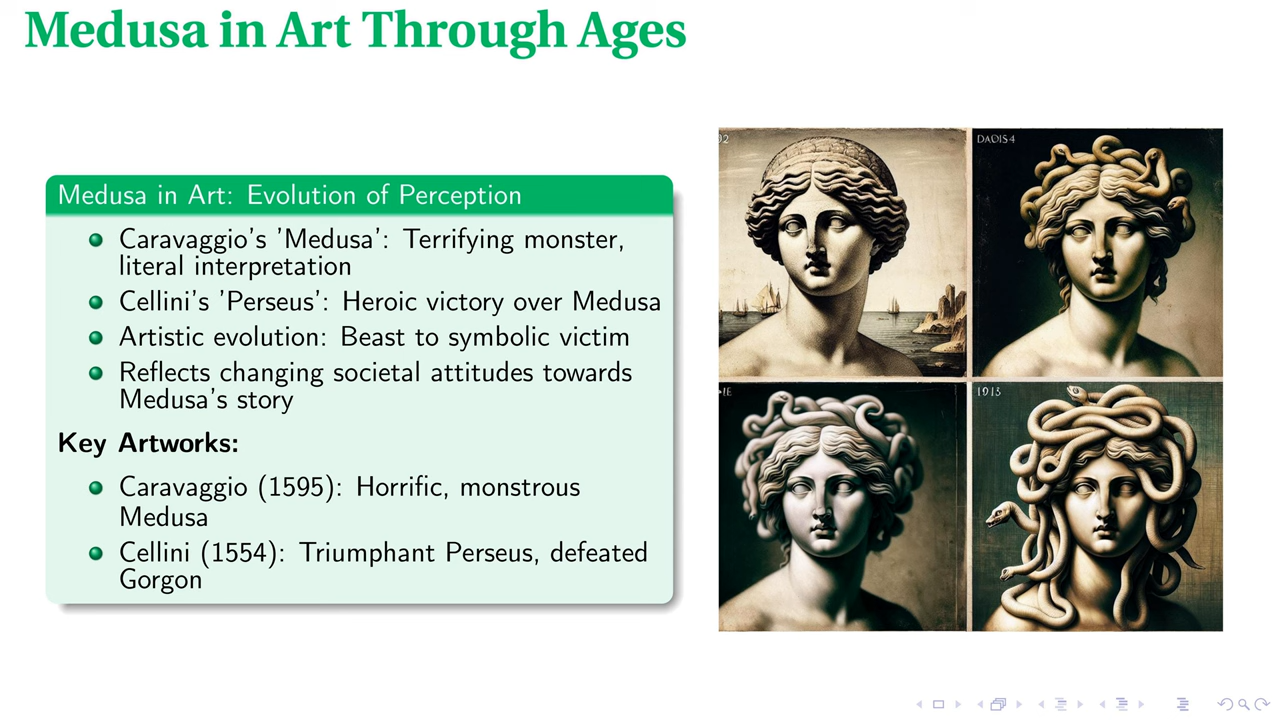 Medusa in Art Through Ages
Medusa in Art: Evolution of Perception
Caravaggio's 'Medusa': Terrifying monster,
literal interpretation
Cellini's 'Perseus': Heroic victory over Medusa
Artistic evolution: Beast to symbolic victim
Reflects changing societal attitudes towards
Medusa's story
Key Artworks:
Caravaggio (1595): Horrific, monstrous
Medusa
Cellini (1554): Triumphant Perseus, defeated
Gorgon
1913